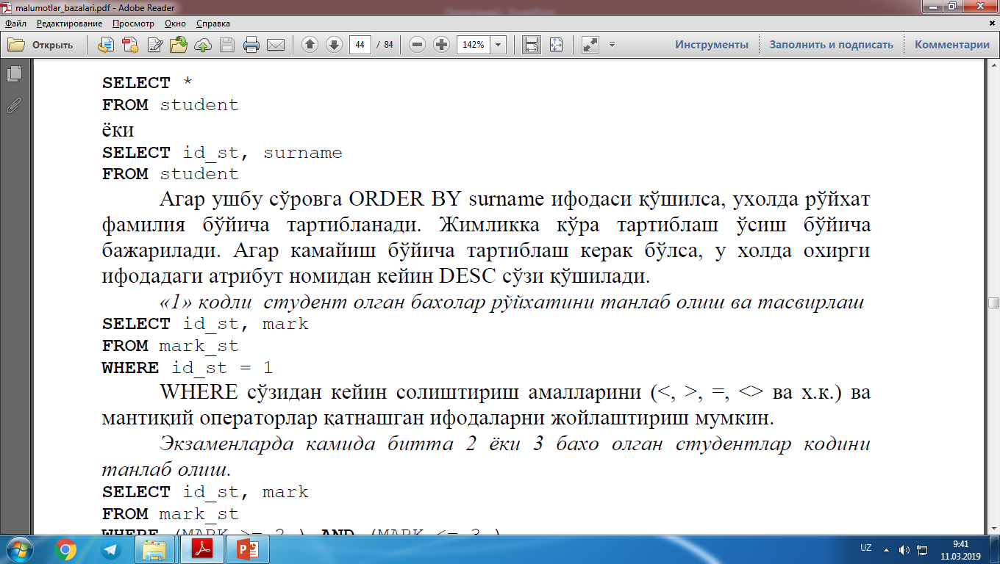 malumotlar_bazalari.pdf - Adobe Reader
Файл Редактирование Просмотр Окно Справка
Открыть 44 / 84 142% Инструменты Заполнить и подписать Комментарии
SELECT *
FROM student
ёки
SELECT id_st, surname
FROM student
Агар ушбу сўровга ORDER BY surname ифодаси қўшилса, ухолда рўйхат
фамилия бўйича тартибланади. Жимликка кўра тартиблаш ўсиш бўйича
бажарилади. Агар камайиш бўйича тартиблаш керак бўлса, у холда охирги
ифодадаги атрибут номидан кейин DESC сўзи қўшилади.
«1» кодли студент олган бахолар рўйхатини танлаб олиш ва тасвирлаш
SELECT id_st, mark
FROM mark_st
WHERE id_st = 1
WHERE сўзидан кейин солиштириш амалларини (<, >, =, <> ва х.к.) ва
мантиқий операторлар қатнашган ифодаларни жойлаштириш мумкин.
Экзаменларда камида битта 2 ёки 3 бахо олган студентлар кодини
танлаб олиш.
SELECT id_st, mark
FROM mark_st
WHERE (MARK >= 2 ) AND (MARK <= 3 )
UZ 9:41
11.03.2019